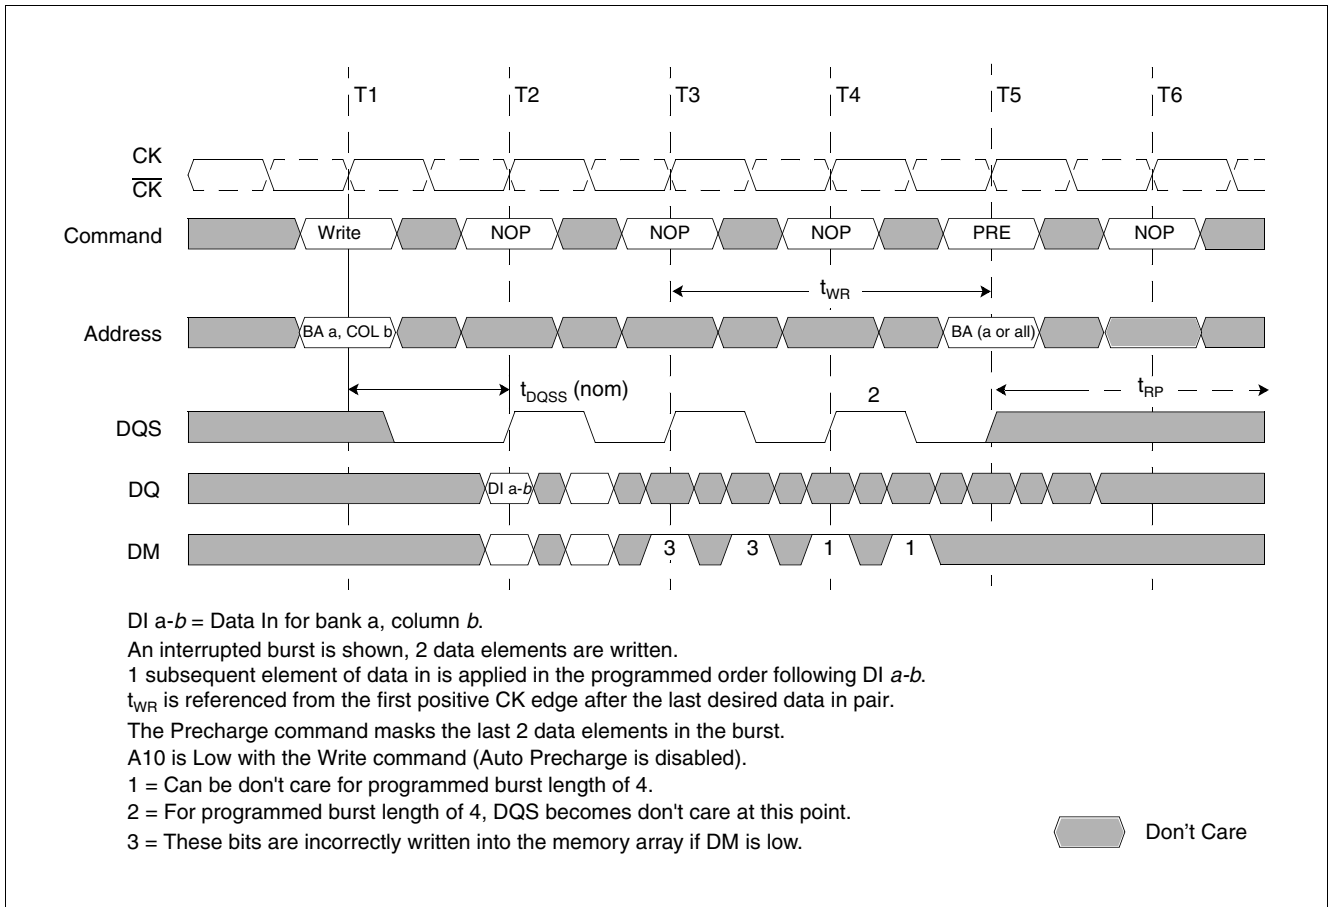 T1 T2 T3 T4 T5 T6
CK
CK
Command Write NOP NOP NOP PRE NOP
tWR
Address BA a, COL b BA (a or all)
tDQSS (nom) 2 tRP
DQS
DQ DI a-b
DM 3 3 1 1
DI a-b = Data In for bank a, column b.
An interrupted burst is shown, 2 data elements are written.
1 subsequent element of data in is applied in the programmed order following DI a-b.
tWR is referenced from the first positive CK edge after the last desired data in pair.
The Precharge command masks the last 2 data elements in the burst.
A10 is Low with the Write command (Auto Precharge is disabled).
1 = Can be don't care for programmed burst length of 4.
2 = For programmed burst length of 4, DQS becomes don't care at this point.
3 = These bits are incorrectly written into the memory array if DM is low.
Don't Care